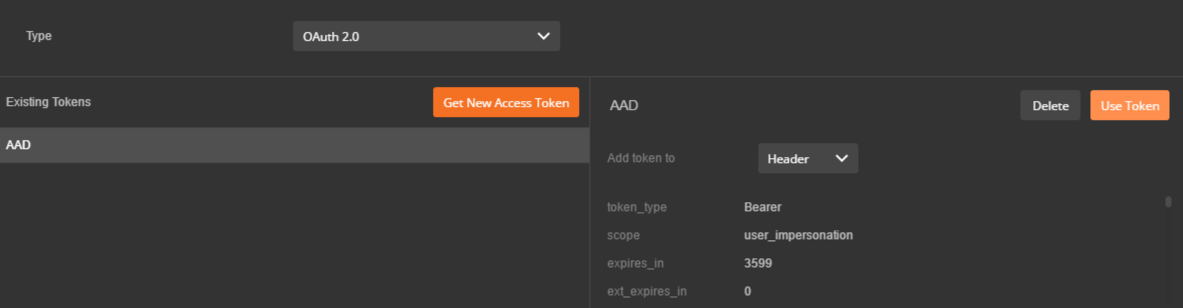 Type
OAuth 2.0
Existing Tokens
Get New Access Token
AAD
AAD
Delete
Use Token
Add token to
Header
token_type
Bearer
scope
user_impersonation
expires_in
3599
ext_expires_in
0